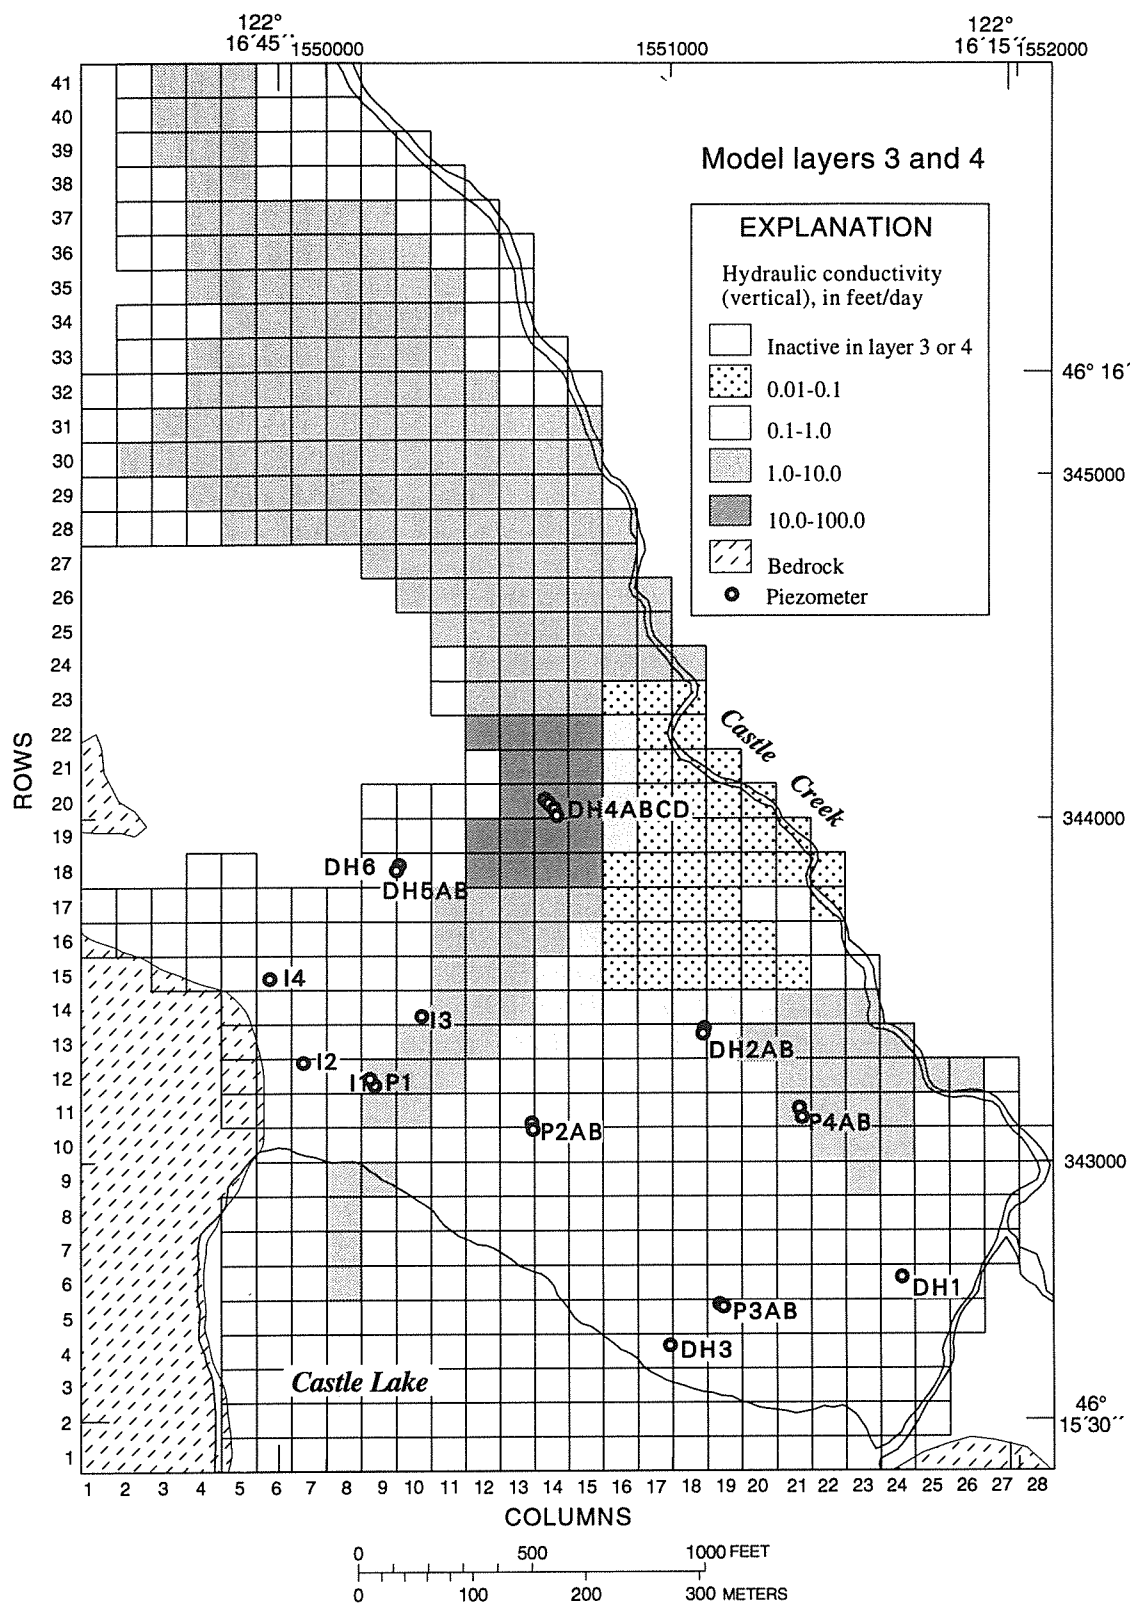 122° 122°
16´45´´ 1550000 1551000 16´15´´ 1552000
41
40
39
38
37
36
35
34
33
32
31
30
29
28
27
26
25
24
23
22
21
20
19
18
17
16
15
14
13
12
11
10
9
8
7
6
5
4
3
2
1
ROWS
Model layers 3 and 4
EXPLANATION
Hydraulic conductivity
(vertical), in feet/day
Inactive in layer 3 or 4
0.01-0.1
0.1-1.0
1.0-10.0
10.0-100.0
Bedrock
Piezometer
46° 16´
345000
344000
343000
46°
15´30´´
Castle Creek
DH4ABCD
DH6
DH5AB
I4
I3
I2
I1 P1
DH2AB
P2AB
P4AB
DH1
P3AB
DH3
Castle Lake
1 2 3 4 5 6 7 8 9 10 11 12 13 14 15 16 17 18 19 20 21 22 23 24 25 26 27 28
COLUMNS
0 500 1000 FEET
0 100 200 300 METERS